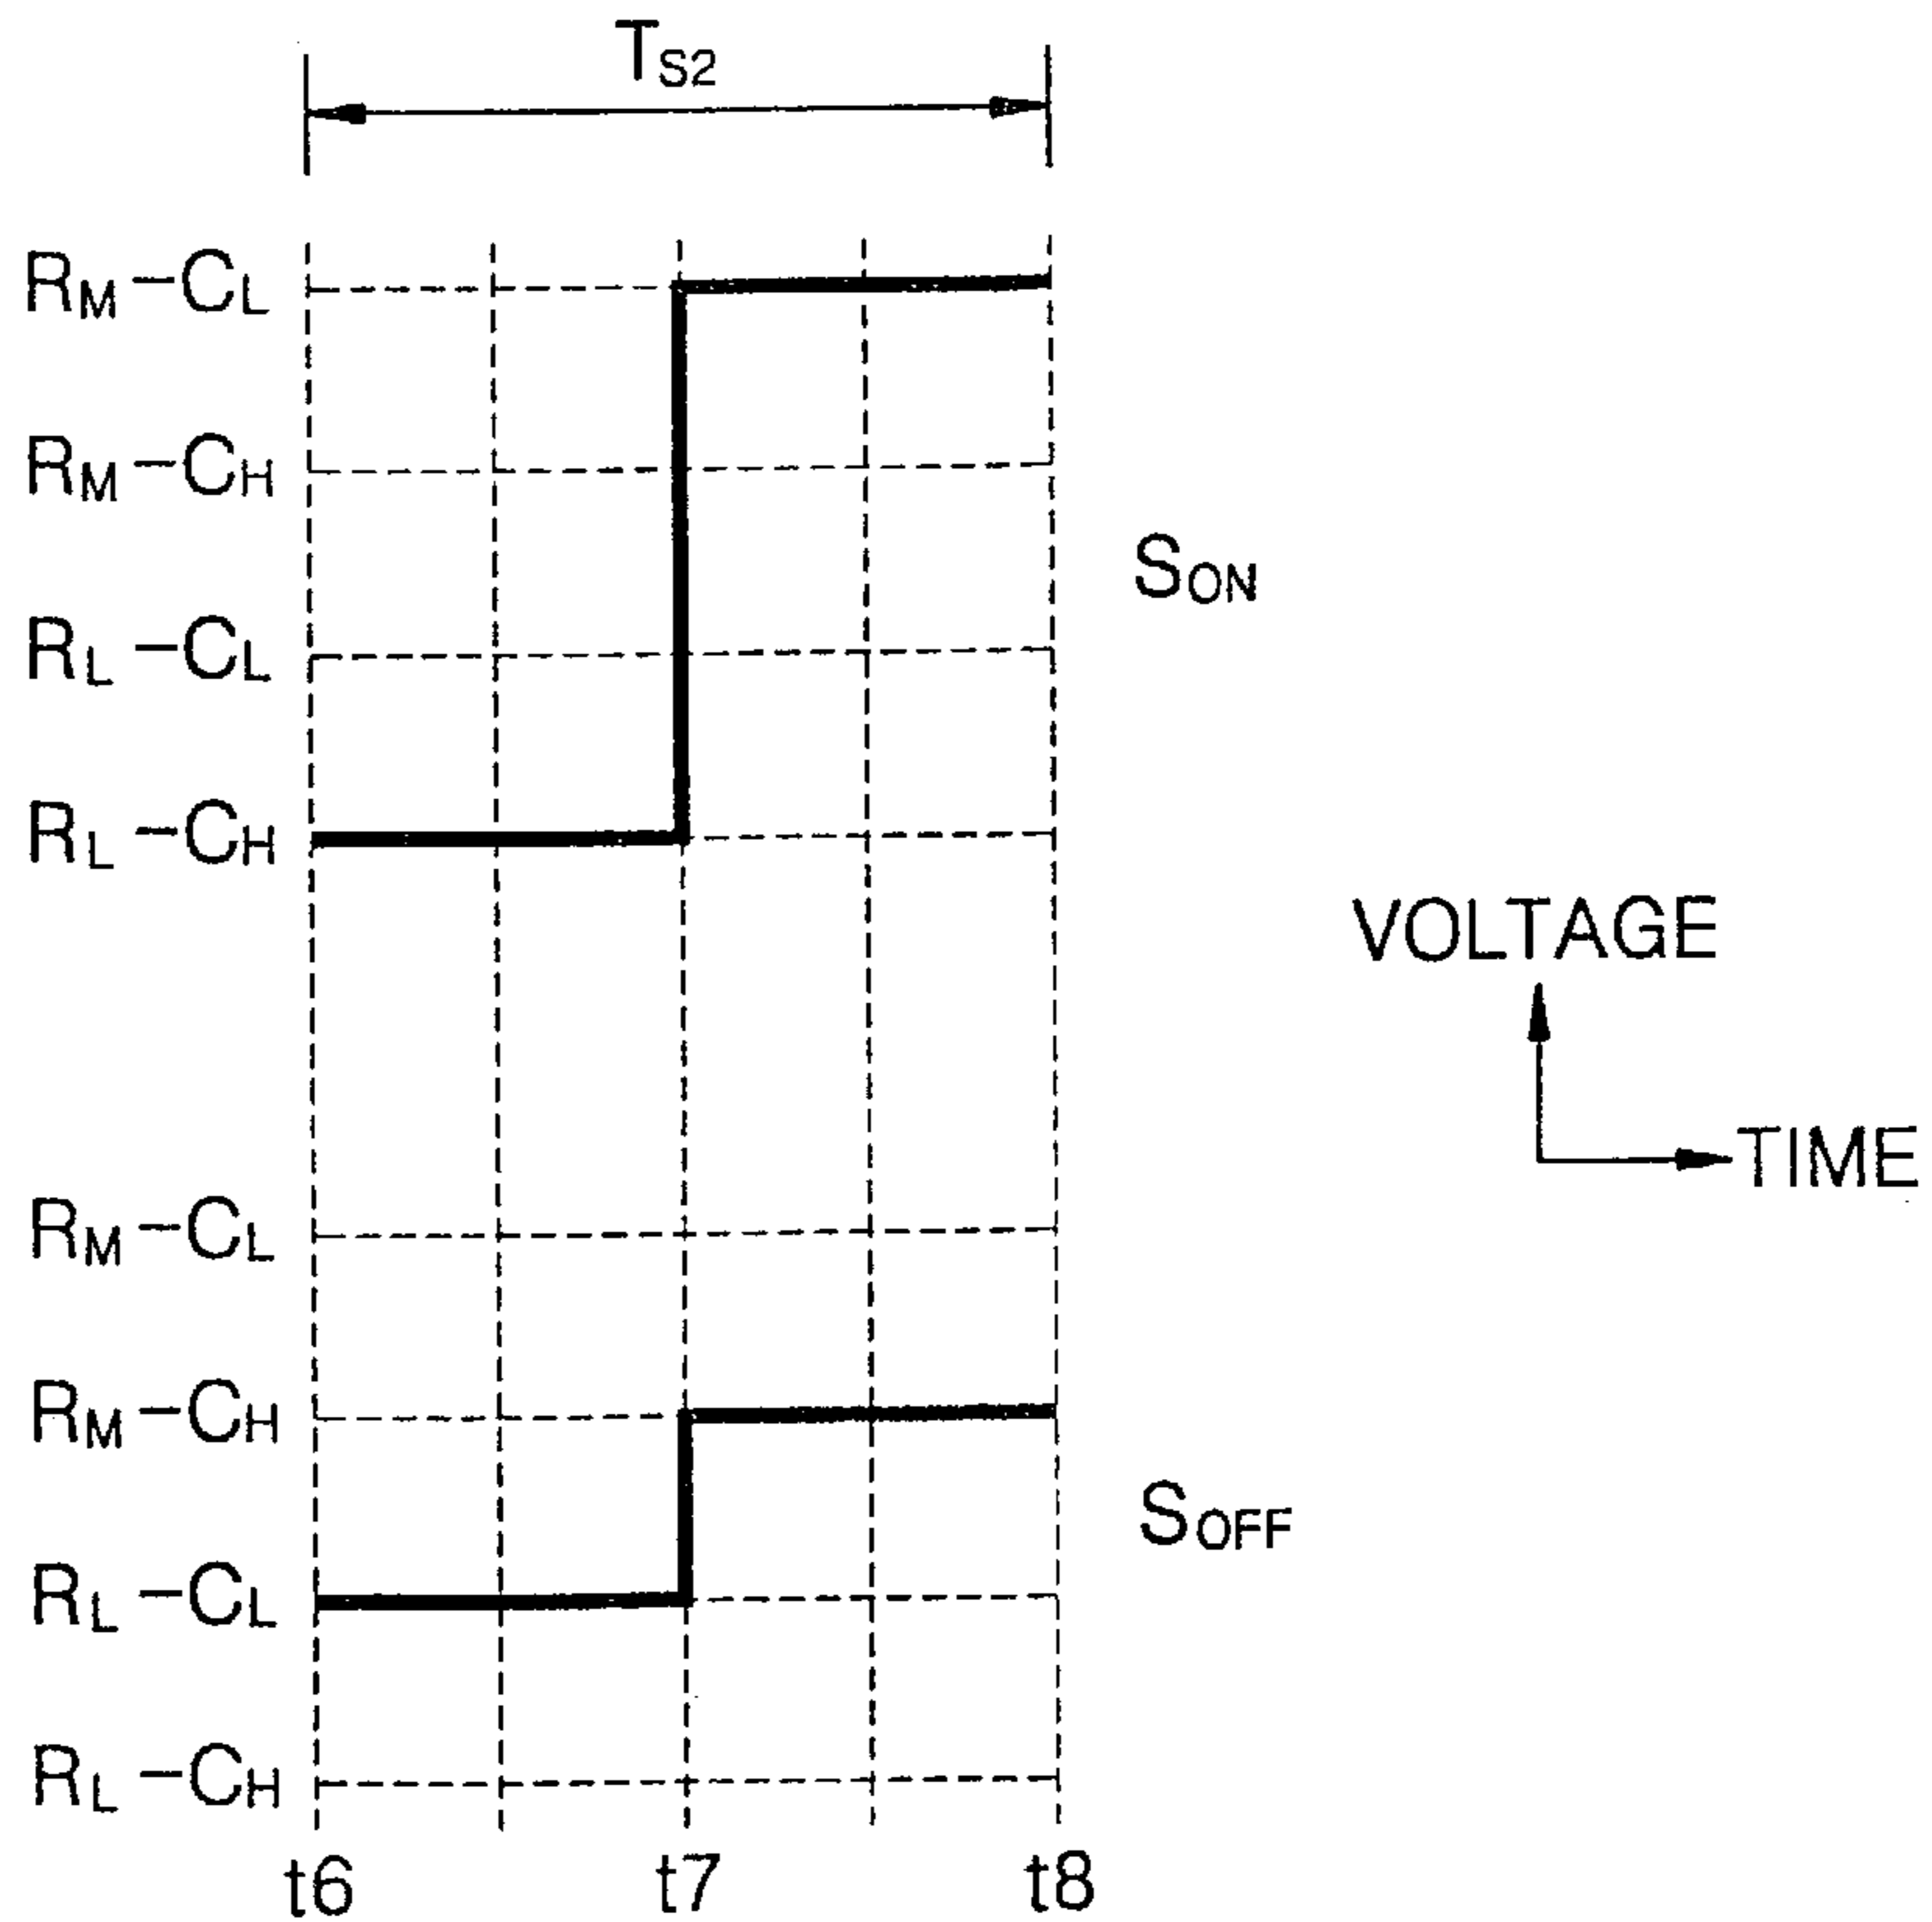 TS2
RM-CL
RM-CH
SON
RL-CL
RL-CH
VOLTAGE
TIME
RM-CL
RM-CH
SOFF
RL-CL
RL-CH
t6 t7 t8